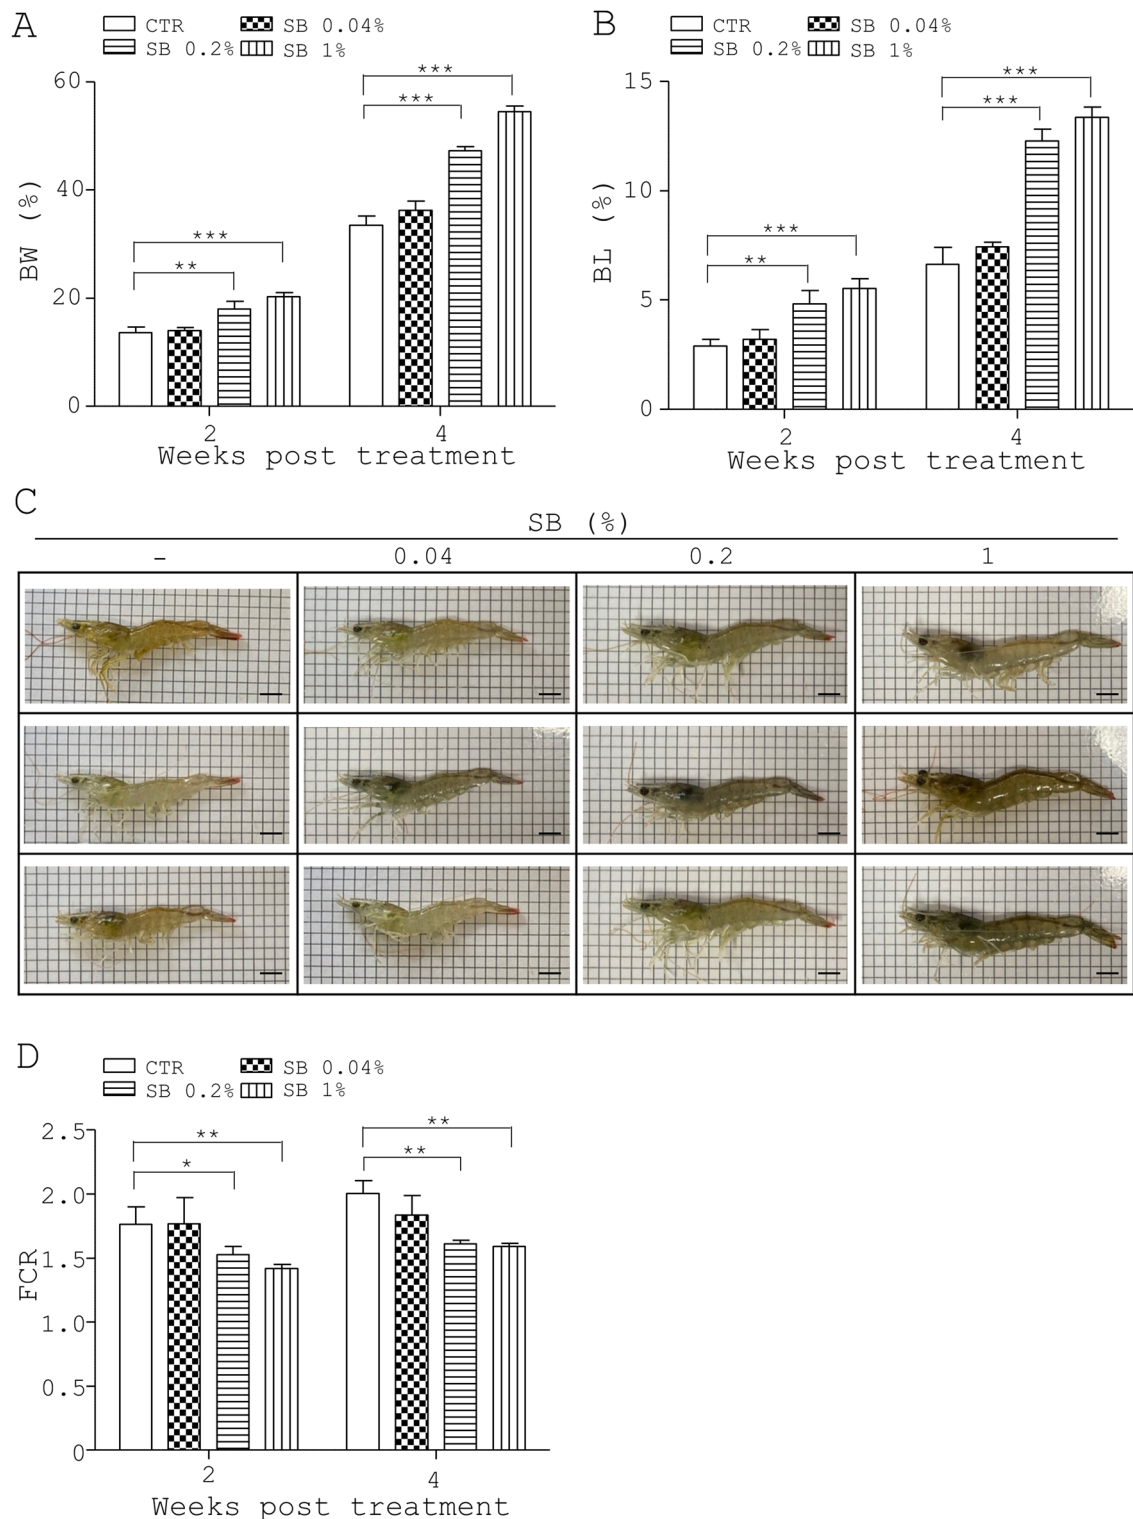 A
CTR SB 0.04%
SB 0.2% SB 1%
60
40
20
0
BW (%)
***
**
***
***
2 4
Weeks post treatment
B
CTR SB 0.04%
SB 0.2% SB 1%
15
10
5
0
BL (%)
***
**
***
***
2 4
Weeks post treatment
C
SB (%)
– 0.04 0.2 1
D
CTR SB 0.04%
SB 0.2% SB 1%
2.5
2.0
1.5
1.0
0.5
0
FCR
**
*
**
**
2 4
Weeks post treatment